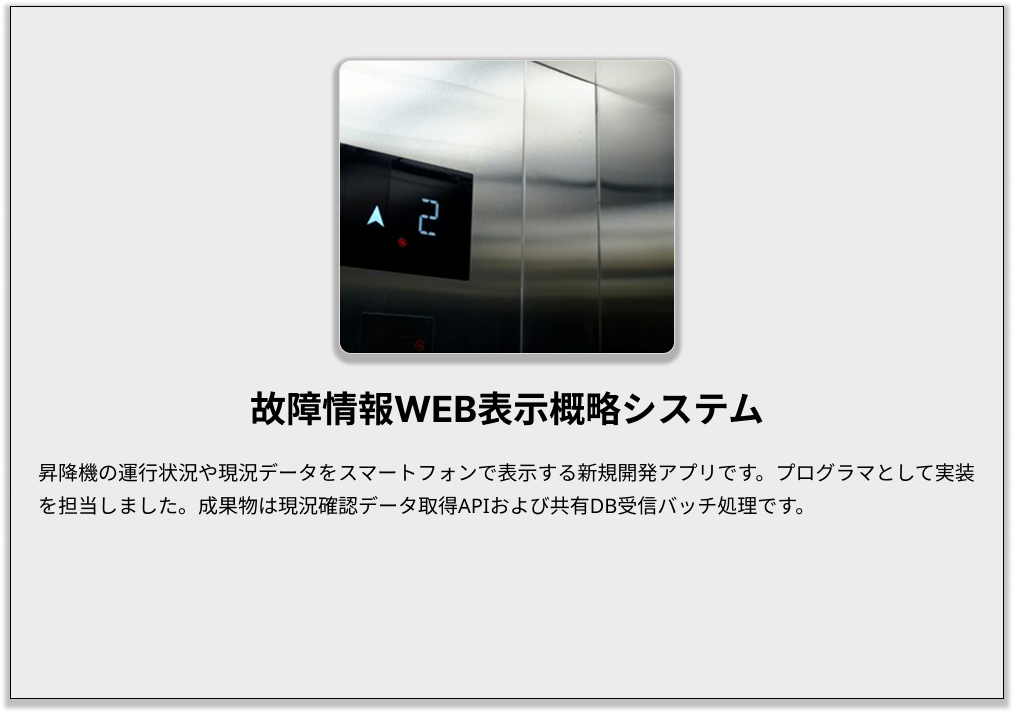 2
故障情報WEB表示概略システム
昇降機の運行状況や現況データをスマートフォンで表示する新規開発アプリです。プログラマとして実装
を担当しました。成果物は現況確認データ取得APIおよび共有DB受信バッチ処理です。